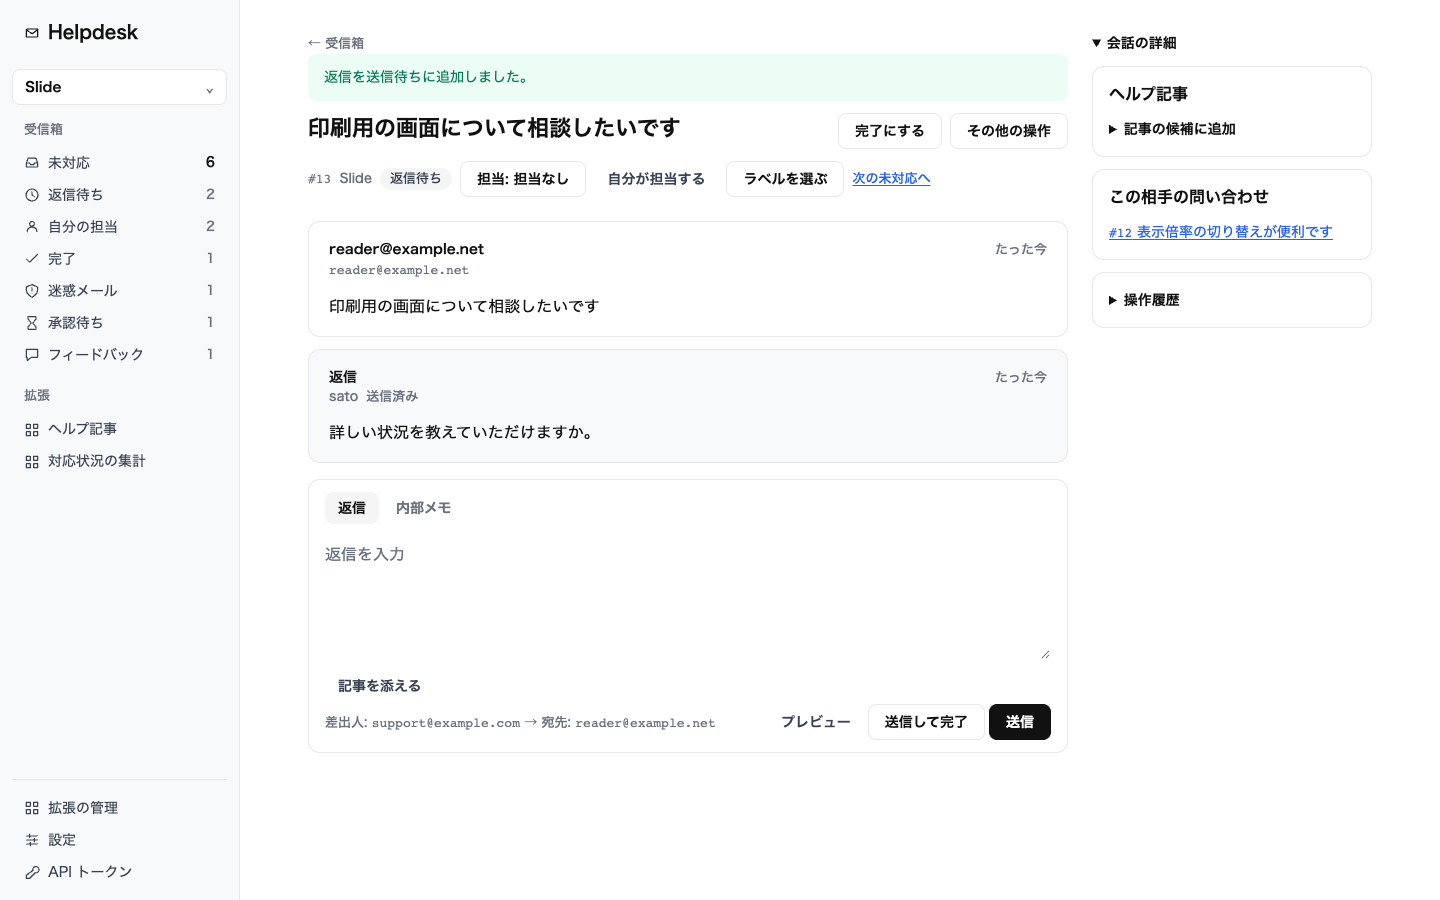 Helpdesk
Slide
受信箱
未対応 6
返信待ち 2
自分の担当 2
完了 1
迷惑メール 1
承認待ち 1
フィードバック 1
拡張
ヘルプ記事
対応状況の集計
拡張の管理
設定
API トークン
← 受信箱
返信を送信待ちに追加しました。
印刷用の画面について相談したいです
完了にする
その他の操作
#13 Slide 返信待ち 担当: 担当なし 自分が担当する ラベルを選ぶ 次の未対応へ
reader@example.net たった今
reader@example.net
印刷用の画面について相談したいです
返信 たった今
sato 送信済み
詳しい状況を教えていただけますか。
返信 内部メモ
返信を入力
記事を添える
差出人: support@example.com → 宛先: reader@example.net プレビュー 送信して完了 送信
▼ 会話の詳細
ヘルプ記事
▶ 記事の候補に追加
この相手の問い合わせ
#12 表示倍率の切り替えが便利です
▶ 操作履歴